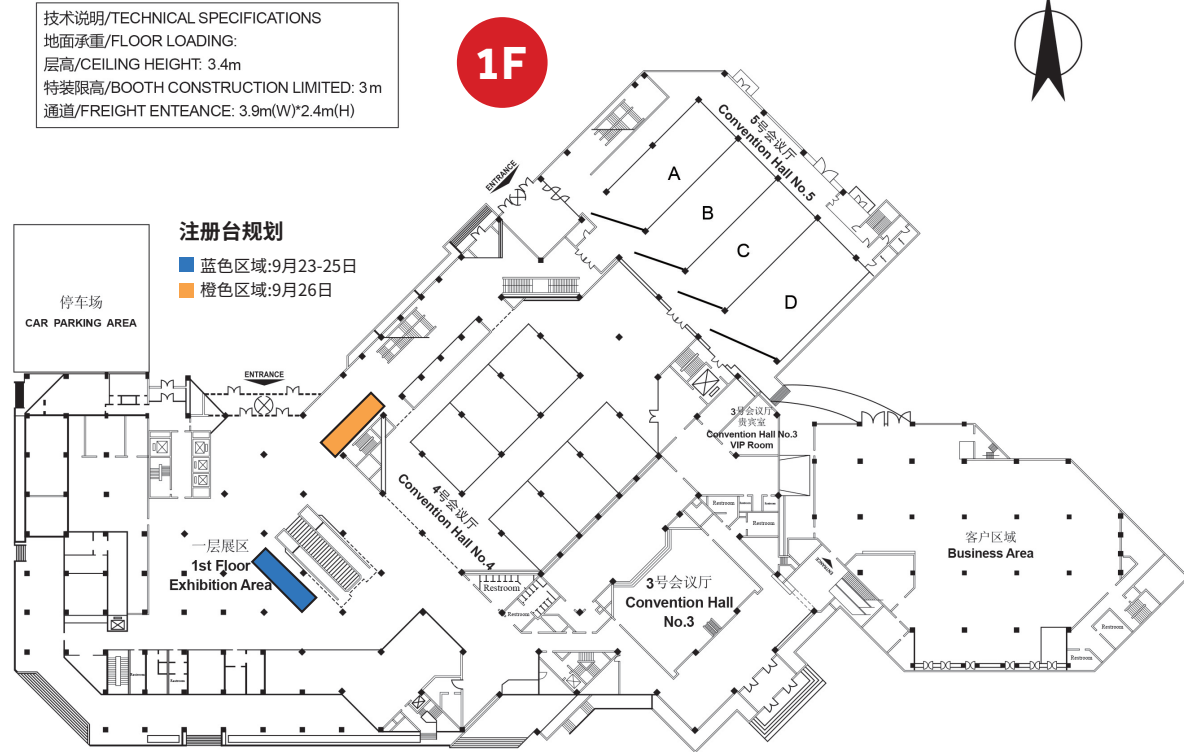 技术说明/TECHNICAL SPECIFICATIONS
地面承重/FLOOR LOADING:
层高/CEILING HEIGHT: 3.4m
特装限高/BOOTH CONSTRUCTION LIMITED: 3m
通道/FREIGHT ENTEANCE: 3.9m(W)*2.4m(H)
1F
5号会议厅
Convention Hall No.5
ENTRANCE
A
B
C
D
注册台规划
蓝色区域:9月23-25日
橙色区域:9月26日
停车场
CAR PARKING AREA
ENTRANCE
3号会议厅
贵宾室
Convention Hall No.3
VIP Room
4号会议厅
Convention Hall No.4
Restroom
Restroom
客户区域
Business Area
一层展区
1st Floor
Exhibition Area
ENTRANCE
Restroom
Restroom
3号会议厅
Convention Hall
No.3
Restroom
Restroom
Restroom
Restroom